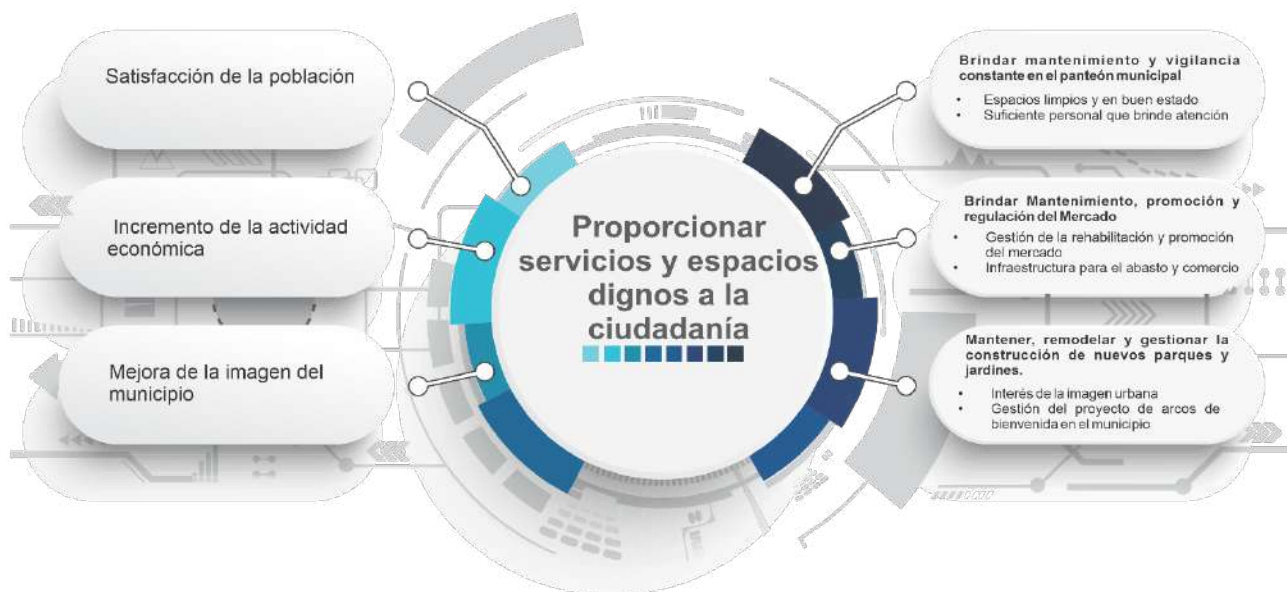 Satisfacción de la población
Incremento de la actividad
económica
Mejora de la imagen del
municipio
Proporcionar
servicios y espacios
dignos a la
ciudadanía
Brindar mantenimiento y vigilancia
constante en el panteón municipal
• Espacios limpios y en buen estado
• Suficiente personal que brinde atención
Brindar Mantenimiento, promoción y
regulación del Mercado
• Gestión de la rehabilitación y promoción
del mercado
• Infraestructura para el abasto y comercio
Mantener, remodelar y gestionar la
construcción de nuevos parques y
jardines.
• Interés de la imagen urbana
• Gestión del proyecto de arcos de
bienvenida en el municipio